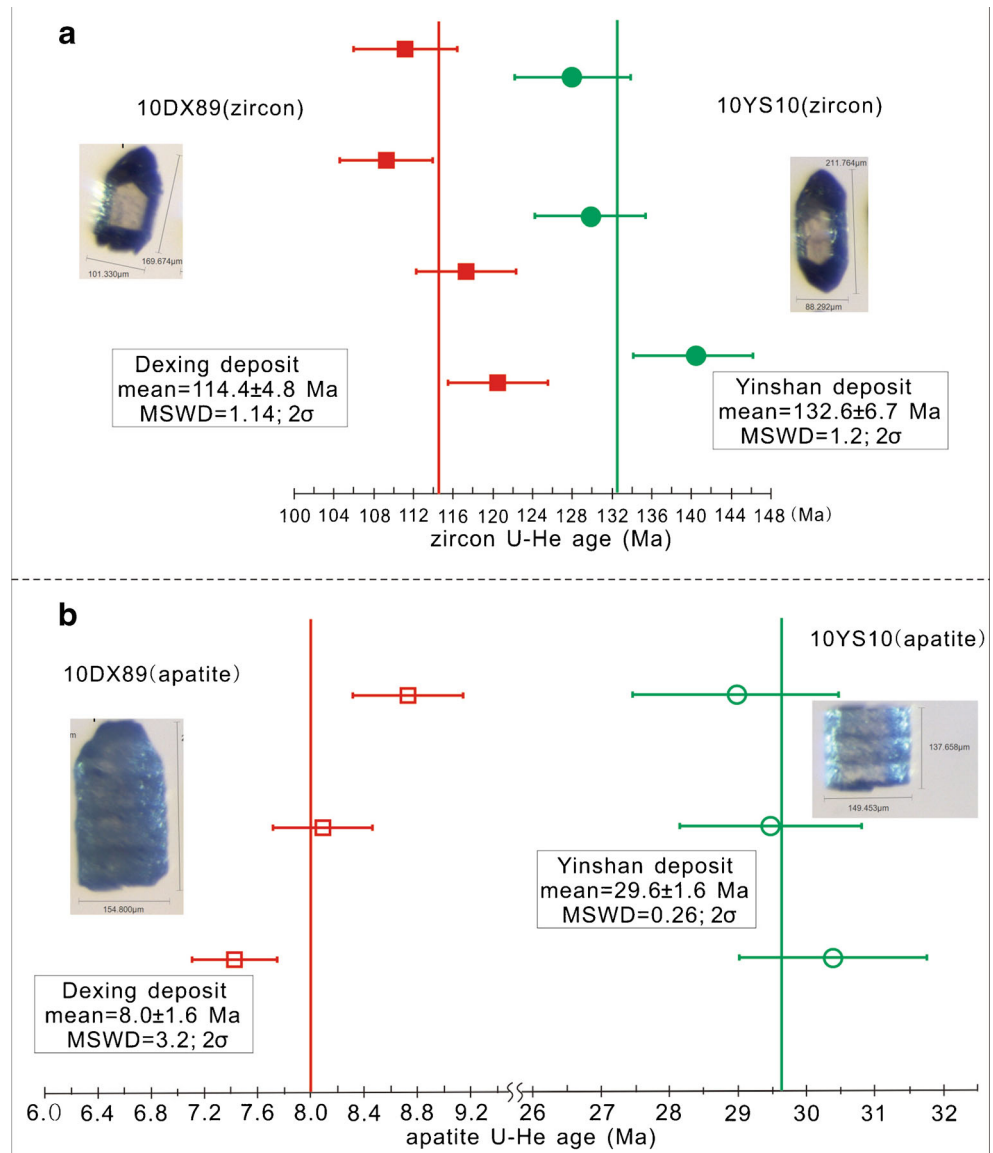 a
10DX89(zircon)
10YS10(zircon)
169.674µm
101.330µm
211.764µm
88.292µm
Dexing deposit
mean=114.4±4.8 Ma
MSWD=1.14; 2σ
Yinshan deposit
mean=132.6±6.7 Ma
MSWD=1.2; 2σ
100 104 108 112 116 120 124 128 132 136 140 144 148 (Ma)
zircon U-He age (Ma)
b
10DX89(apatite)
10YS10(apatite)
154.800µm
137.658µm
149.453µm
Yinshan deposit
mean=29.6±1.6 Ma
MSWD=0.26; 2σ
Dexing deposit
mean=8.0±1.6 Ma
MSWD=3.2; 2σ
6.0 6.4 6.8 7.2 7.6 8.0 8.4 8.8 9.2 26 27 28 29 30 31 32
apatite U-He age (Ma)